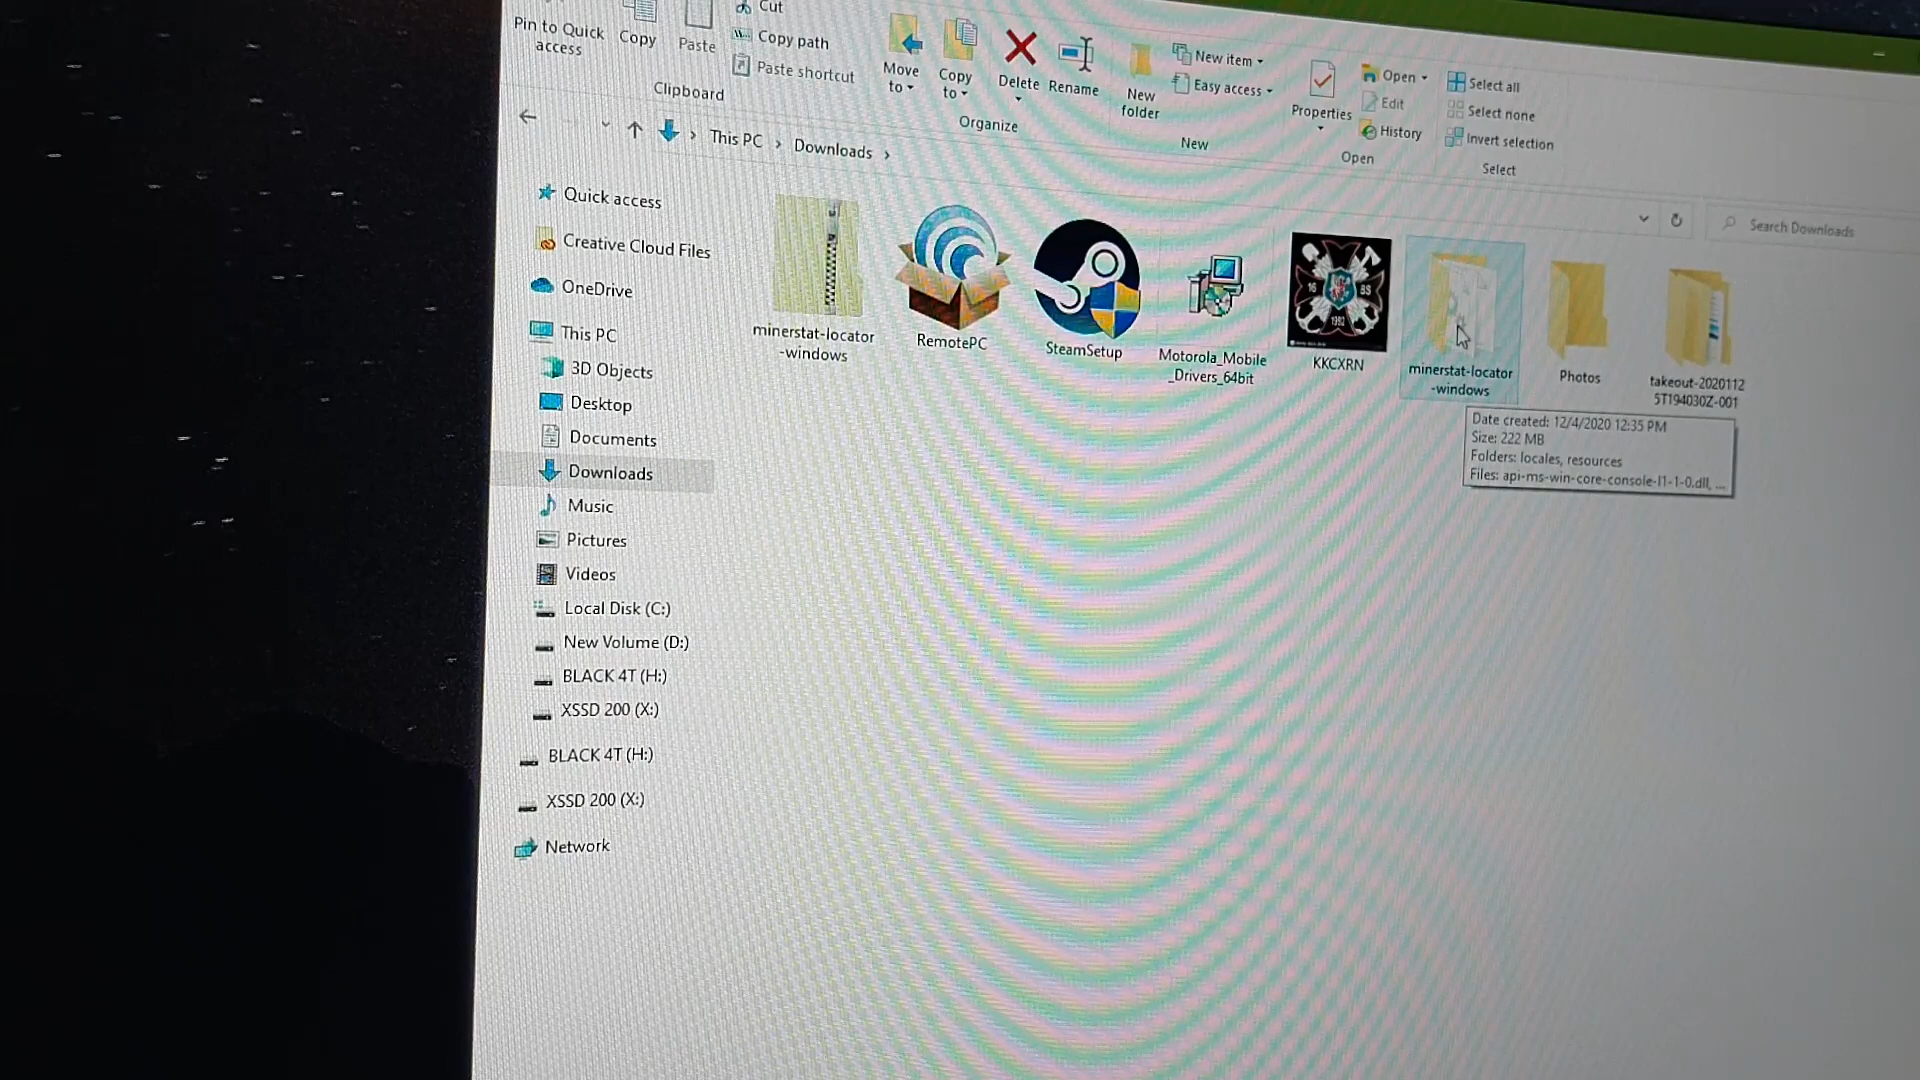 Pin to Quick
access
Copy
Paste
Cut
Copy path
Paste shortcut
Clipboard
Move
to
Copy
to
Delete
Rename
Organize
New
folder
New item
Easy access
New
Properties
Open
Edit
History
Open
Select all
Select none
Invert selection
Select
This PC
Downloads
Search Downloads
Quick access
Creative Cloud Files
OneDrive
This PC
3D Objects
Desktop
Documents
Downloads
Music
Pictures
Videos
Local Disk (C:)
New Volume (D:)
BLACK 4T (H:)
XSSD 200 (X:)
BLACK 4T (H:)
XSSD 200 (X:)
Network
minerstat-locator
-windows
RemotePC
SteamSetup
Motorola_Mobile
_Drivers_64bit
16
BS
1992
KKCXRN
minerstat-locator
-windows
Photos
takeout-2020112
5T194030Z-001
Date created: 12/4/2020 12:35 PM
Size: 222 MB
Folders: locales, resources
Files: api-ms-win-core-console-l1-1-0.dll, ...